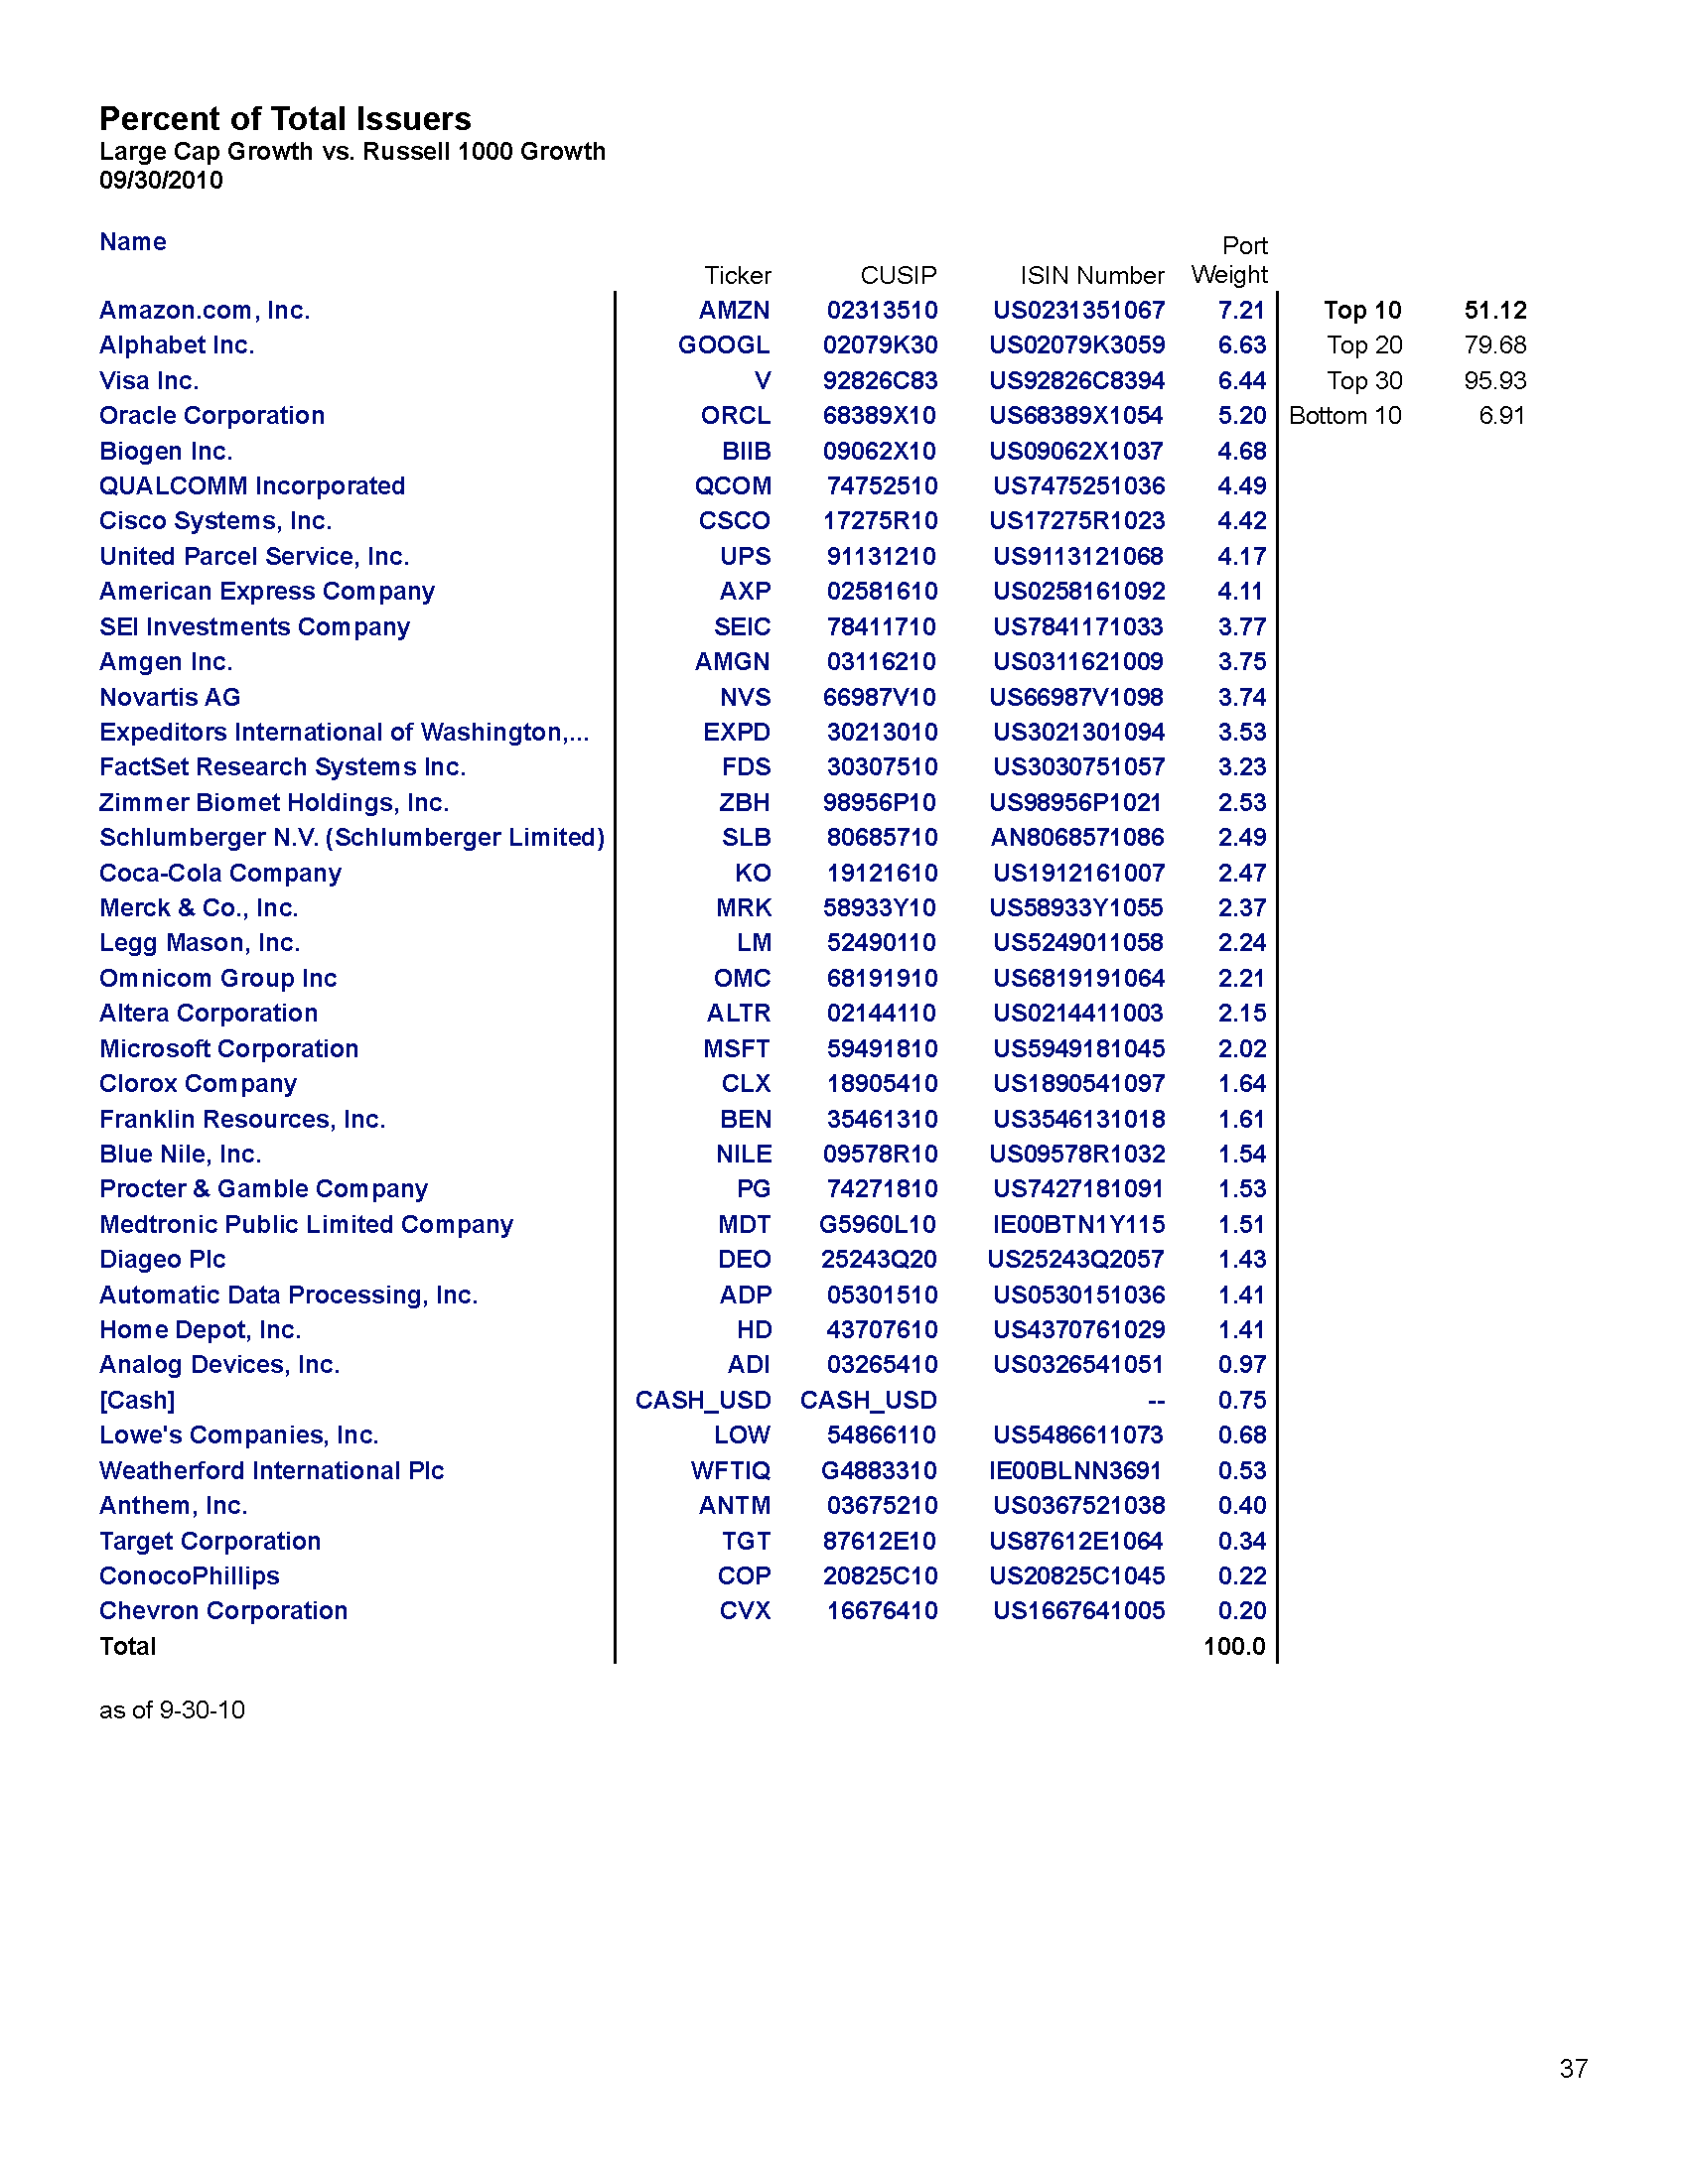 Percent of Total Issuers
Large Cap Growth vs. Russell 1000 Growth
09/30/2010
Name Ticker CUSIP ISIN Number Port Weight
Amazon.com, Inc. AMZN 02313510 US0231351067 7.21 Top 10 51.12
Alphabet Inc. GOOGL 02079K30 US02079K3059 6.63 Top 20 79.68
Visa Inc. V 92826C83 US92826C8394 6.44 Top 30 95.93
Oracle Corporation ORCL 68389X10 US68389X1054 5.20 Bottom 10 6.91
Biogen Inc. BIIB 09062X10 US09062X1037 4.68
QUALCOMM Incorporated QCOM 74752510 US7475251036 4.49
Cisco Systems, Inc. CSCO 17275R10 US17275R1023 4.42
United Parcel Service, Inc. UPS 91131210 US9113121068 4.17
American Express Company AXP 02581610 US0258161092 4.11
SEI Investments Company SEIC 78411710 US7841171033 3.77
Amgen Inc. AMGN 03116210 US0311621009 3.75
Novartis AG NVS 66987V10 US66987V1098 3.74
Expeditors International of Washington,... EXPD 30213010 US3021301094 3.53
FactSet Research Systems Inc. FDS 30307510 US3030751057 3.23
Zimmer Biomet Holdings, Inc. ZBH 98956P10 US98956P1021 2.53
Schlumberger N.V. (Schlumberger Limited) SLB 80685710 AN8068571086 2.49
Coca-Cola Company KO 19121610 US1912161007 2.47
Merck & Co., Inc. MRK 58933Y10 US58933Y1055 2.37
Legg Mason, Inc. LM 52490110 US5249011058 2.24
Omnicom Group Inc OMC 68191910 US6819191064 2.21
Altera Corporation ALTR 02144110 US0214411003 2.15
Microsoft Corporation MSFT 59491810 US5949181045 2.02
Clorox Company CLX 18905410 US1890541097 1.64
Franklin Resources, Inc. BEN 35461310 US3546131018 1.61
Blue Nile, Inc. NILE 09578R10 US09578R1032 1.54
Procter & Gamble Company PG 74271810 US7427181091 1.53
Medtronic Public Limited Company MDT G5960L10 IE00BTN1Y115 1.51
Diageo Plc DEO 25243Q20 US25243Q2057 1.43
Automatic Data Processing, Inc. ADP 05301510 US0530151036 1.41
Home Depot, Inc. HD 43707610 US4370761029 1.41
Analog Devices, Inc. ADI 03265410 US0326541051 0.97
[Cash] CASH_USD CASH_USD -- 0.75
Lowe's Companies, Inc. LOW 54866110 US5486611073 0.68
Weatherford International Plc WFTIQ G4883310 IE00BLNN3691 0.53
Anthem, Inc. ANTM 03675210 US0367521038 0.40
Target Corporation TGT 87612E10 US87612E1064 0.34
ConocoPhillips COP 20825C10 US20825C1045 0.22
Chevron Corporation CVX 16676410 US1667641005 0.20
Total 100.0
as of 9-30-10
37